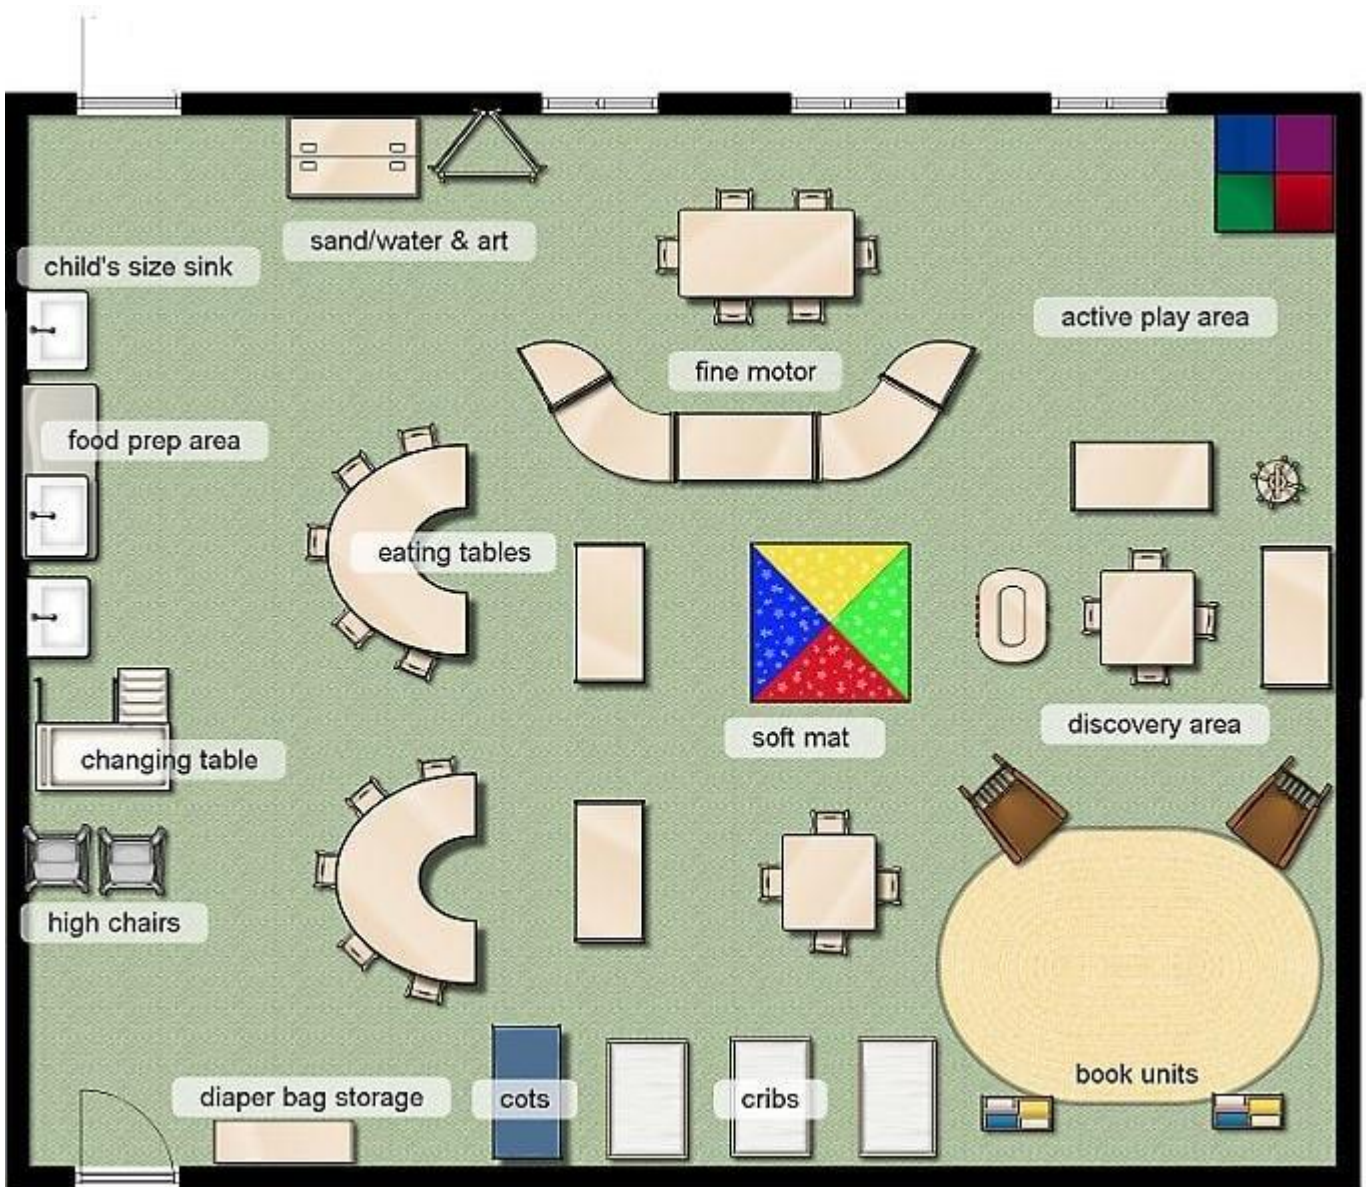 sand/water & art
child's size sink
active play area
fine motor
food prep area
eating tables
discovery area
soft mat
changing table
high chairs
book units
diaper bag storage
cots
cribs